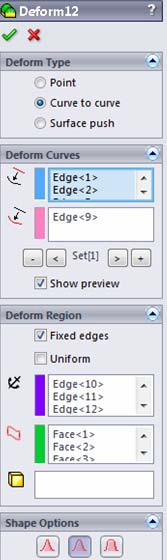 Deform12
?
Deform Type
Point
Curve to curve
Surface push
Deform Curves
Edge<1>
Edge<2>
Edge<9>
- < Set[1] > +
Show preview
Deform Region
Fixed edges
Uniform
Edge<10>
Edge<11>
Edge<12>
Face<1>
Face<2>
Face<3>
Shape Options